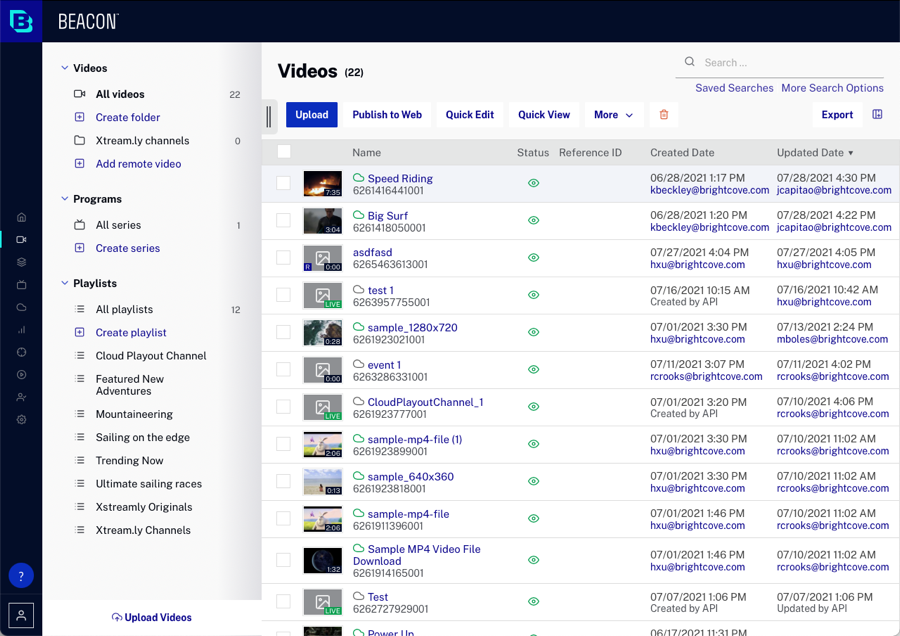 BEACON
Videos
All videos 22
Create folder
Xtream.ly channels 0
Add remote video
Programs
All series 1
Create series
Playlists
All playlists 12
Create playlist
Cloud Playout Channel
Featured New
Adventures
Mountaineering
Sailing on the edge
Trending Now
Ultimate sailing races
Xstreamly Originals
Xtream.ly Channels
Upload Videos
?
Videos (22)
Search ...
Saved Searches More Search Options
Upload Publish to Web Quick Edit Quick View More Export
Name Status Reference ID Created Date Updated Date
7:35 Speed Riding 06/28/2021 1:17 PM 07/28/2021 4:30 PM
6261416441001 kbeckley@brightcove.com jcapitao@brightcove.com
3:04 Big Surf 06/28/2021 1:20 PM 07/28/2021 4:22 PM
6261418050001 kbeckley@brightcove.com jcapitao@brightcove.com
R 0:00 asdfasd 07/27/2021 4:04 PM 07/27/2021 4:05 PM
6265463613001 hxu@brightcove.com hxu@brightcove.com
LIVE test 1 07/16/2021 10:15 AM 07/16/2021 10:42 AM
6263957755001 Created by API hxu@brightcove.com
0:28 sample_1280x720 07/01/2021 3:30 PM 07/13/2021 2:24 PM
6261923021001 hxu@brightcove.com mboles@brightcove.com
0:00 event 1 07/11/2021 3:07 PM 07/11/2021 4:02 PM
6263286331001 rcrooks@brightcove.com rcrooks@brightcove.com
LIVE CloudPlayoutChannel_1 07/01/2021 3:20 PM 07/10/2021 4:06 PM
6261923777001 Created by API rcrooks@brightcove.com
2:06 sample-mp4-file (1) 07/01/2021 3:30 PM 07/10/2021 11:02 AM
6261923899001 hxu@brightcove.com rcrooks@brightcove.com
0:13 sample_640x360 07/01/2021 3:30 PM 07/10/2021 11:02 AM
6261923818001 hxu@brightcove.com rcrooks@brightcove.com
2:06 sample-mp4-file 07/01/2021 1:46 PM 07/10/2021 11:02 AM
6261911396001 hxu@brightcove.com rcrooks@brightcove.com
1:32 Sample MP4 Video File
Download 07/01/2021 1:46 PM 07/10/2021 11:02 AM
6261914165001 hxu@brightcove.com rcrooks@brightcove.com
LIVE Test 07/07/2021 1:06 PM 07/07/2021 1:06 PM
6262727929001 Created by API Updated by API
Power Up 06/17/2021 11:31 PM